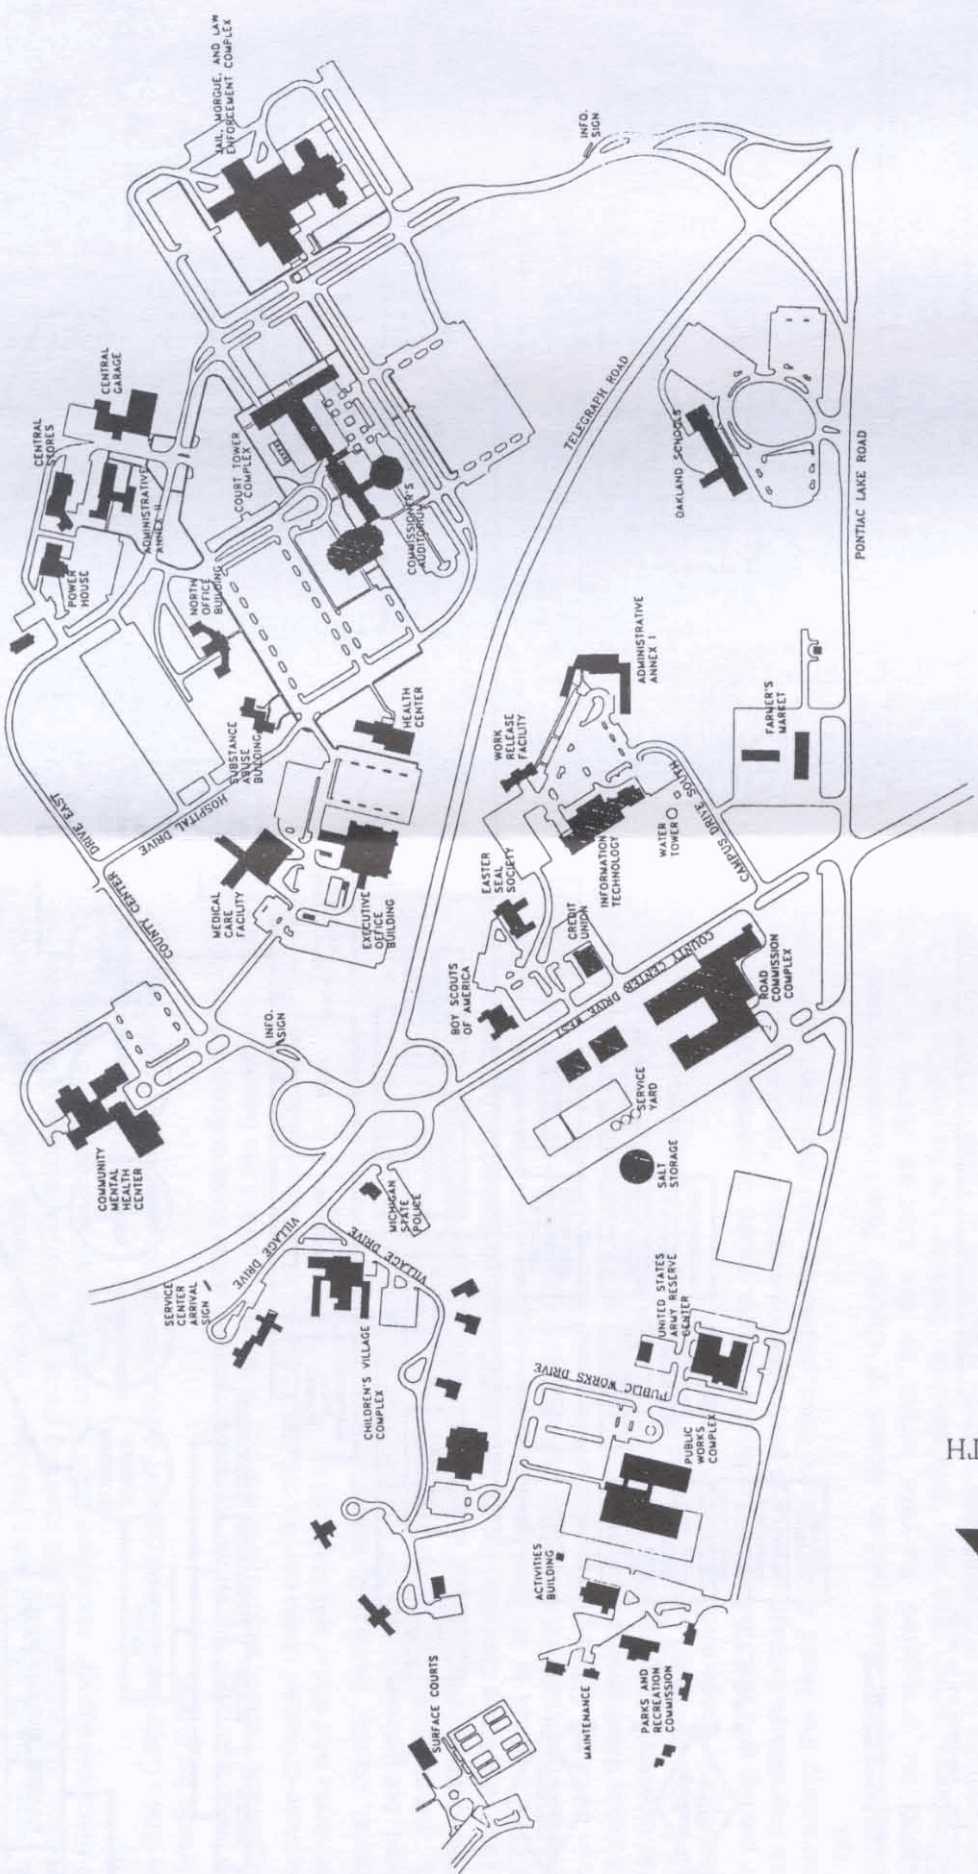 JAIL, MORGUE, AND LAW
ENFORCEMENT COMPLEX
INFO.
SIGN
CENTRAL
GARAGE
CENTRAL
STORES
ADMINISTRATIVE
ANNEX II
POWER
HOUSE
COURT TOWER
COMPLEX
COMMISSIONER'S
AUDITORIUM
NORTH
OFFICE
BUILDING
SUBSTANCE
ABUSE
BUILDING
HEALTH
CENTER
TELEGRAPH ROAD
OAKLAND SCHOOLS
PONTIAC LAKE ROAD
ADMINISTRATIVE
ANNEX I
FARMER'S
MARKET
WORK
RELEASE
FACILITY
COUNTY CENTER
DRIVE EAST
HOSPITAL DRIVE
MEDICAL
CARE
FACILITY
EXECUTIVE
OFFICE
BUILDING
EASTER
SEAL
SOCIETY
INFORMATION
TECHNOLOGY
WATER
TOWER
CAMPUS DRIVE SOUTH
CREDIT
UNION
BOY SCOUTS
OF AMERICA
COUNTY CENTER DRIVE WEST
ROAD
COMMISSION
COMPLEX
INFO.
SIGN
SERVICE
YARD
SALT
STORAGE
COMMUNITY
MENTAL
HEALTH
CENTER
MICHIGAN
STATE
POLICE
VILLAGE DRIVE
VILLAGE DRIVE
SERVICE
CENTER
ARRIVAL
SIGN
CHILDREN'S VILLAGE
COMPLEX
UNITED STATES
ARMY RESERVE
CENTER
PUBLIC WORKS DRIVE
PUBLIC
WORKS
COMPLEX
ACTIVITIES
BUILDING
MAINTENANCE
PARKS AND
RECREATION
COMMISSION
SURFACE COURTS